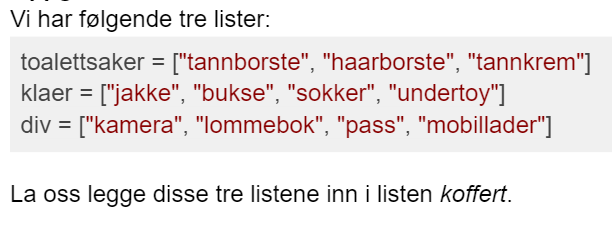 Vi har følgende tre lister:
toalettsaker = ["tannborste", "haarborste", "tannkrem"]
klaer = ["jakke", "bukse", "sokker", "undertoy"]
div = ["kamera", "lommebok", "pass", "mobillader"]
La oss legge disse tre listene inn i listen koffert.